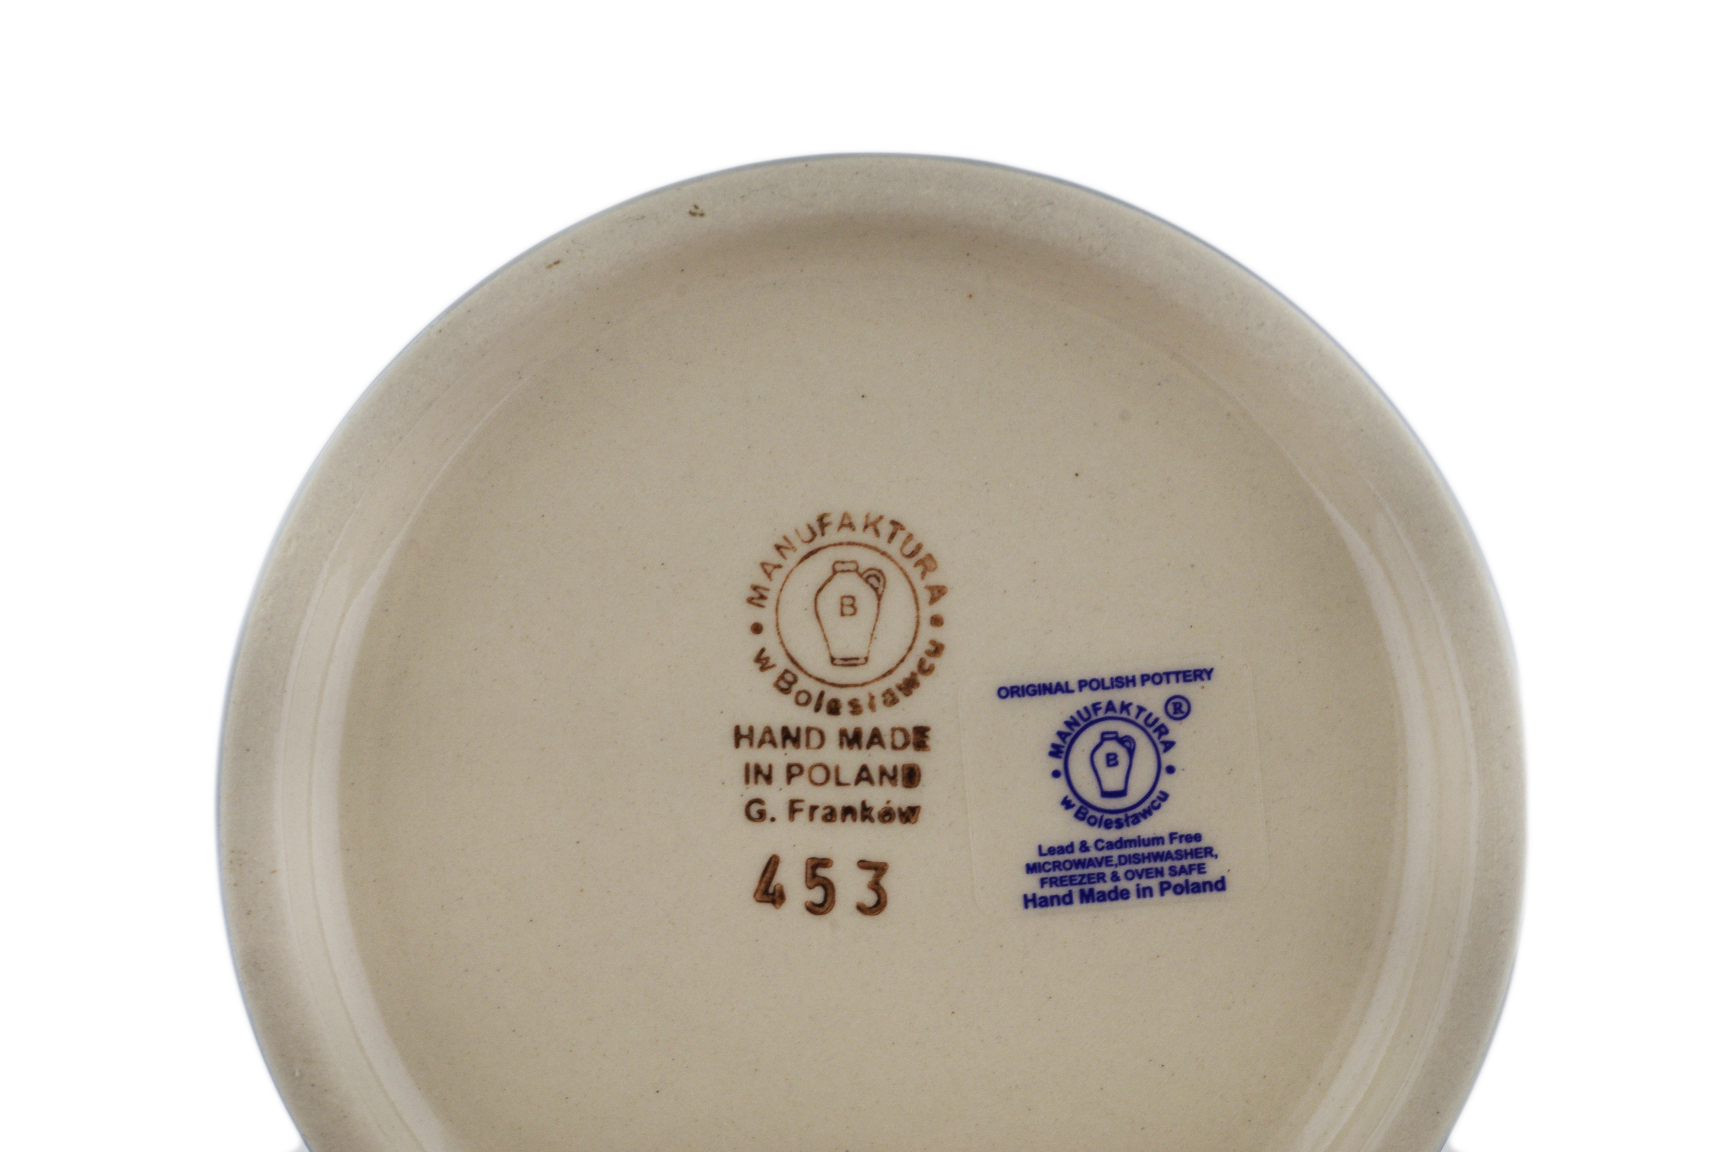 MANUFAKTURA
B
w Bolesławcu
HAND MADE
IN POLAND
G. Franków
453
ORIGINAL POLISH POTTERY
MANUFAKTURA ®
B
w Bolesławcu
Lead & Cadmium Free
MICROWAVE,DISHWASHER,
FREEZER & OVEN SAFE
Hand Made in Poland